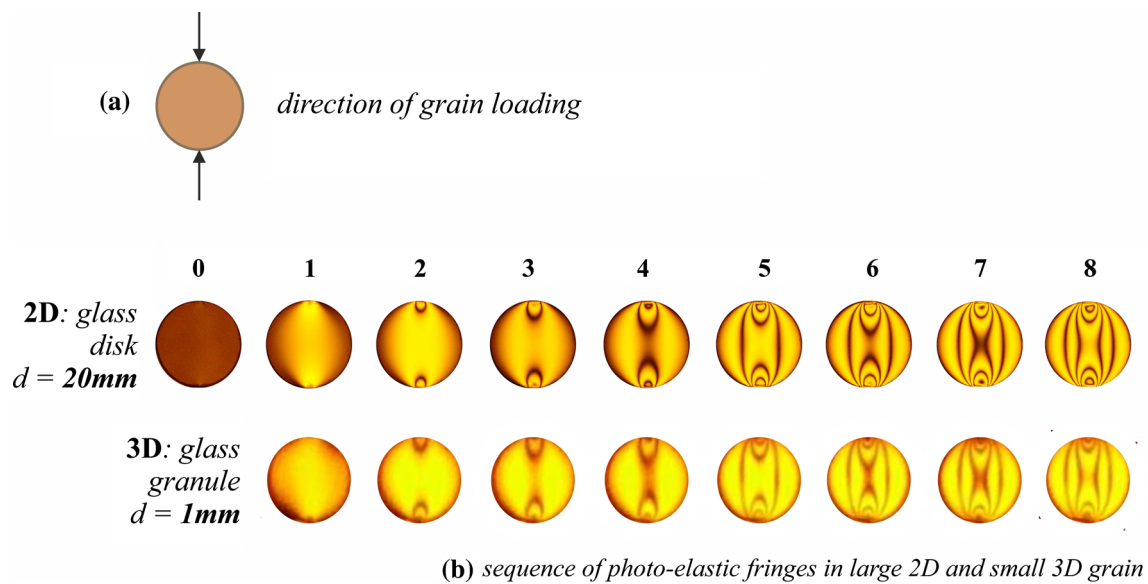 (a) direction of grain loading
0 1 2 3 4 5 6 7 8
2D: glass
disk
d = 20mm
3D: glass
granule
d = 1mm
(b) sequence of photo-elastic fringes in large 2D and small 3D grain